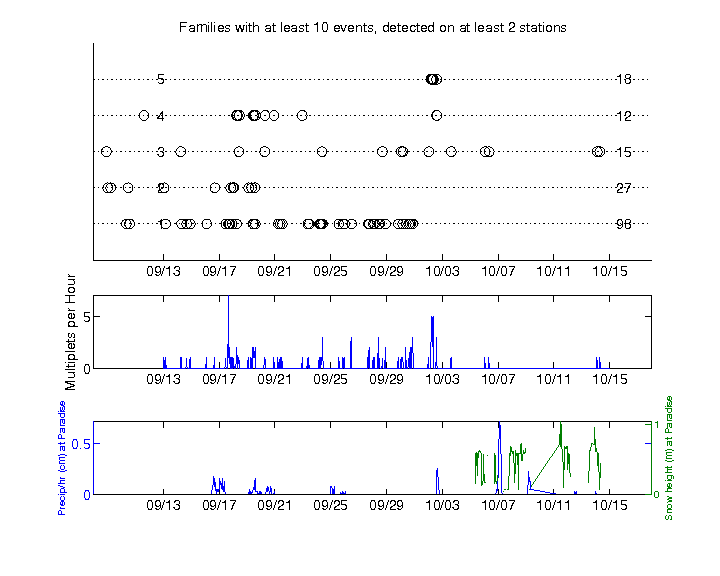 Families with at least 10 events, detected on at least 2 stations
5 18
4 12
3 15
2 27
1 96
09/13 09/17 09/21 09/25 09/29 10/03 10/07 10/11 10/15
Multiplets per Hour
5
0
09/13 09/17 09/21 09/25 09/29 10/03 10/07 10/11 10/15
Precip/hr (cm) at Paradise
0.5
0
1
0
Snow height (m) at Paradise
09/13 09/17 09/21 09/25 09/29 10/03 10/07 10/11 10/15